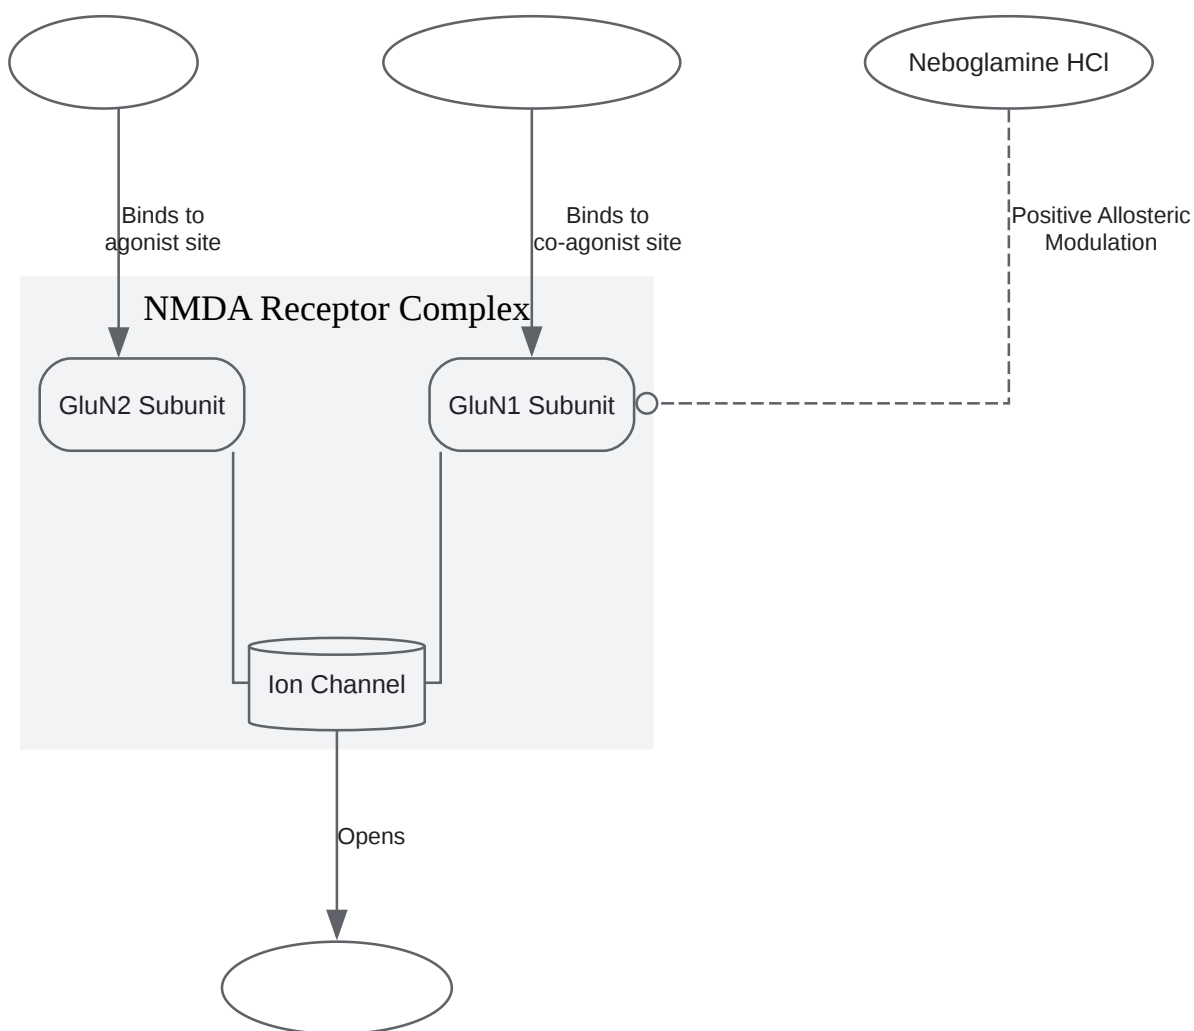 Neboglamine HCl
Binds to
agonist site
Binds to
co-agonist site
Positive Allosteric
Modulation
NMDA Receptor Complex
GluN2 Subunit
GluN1 Subunit
Ion Channel
Opens